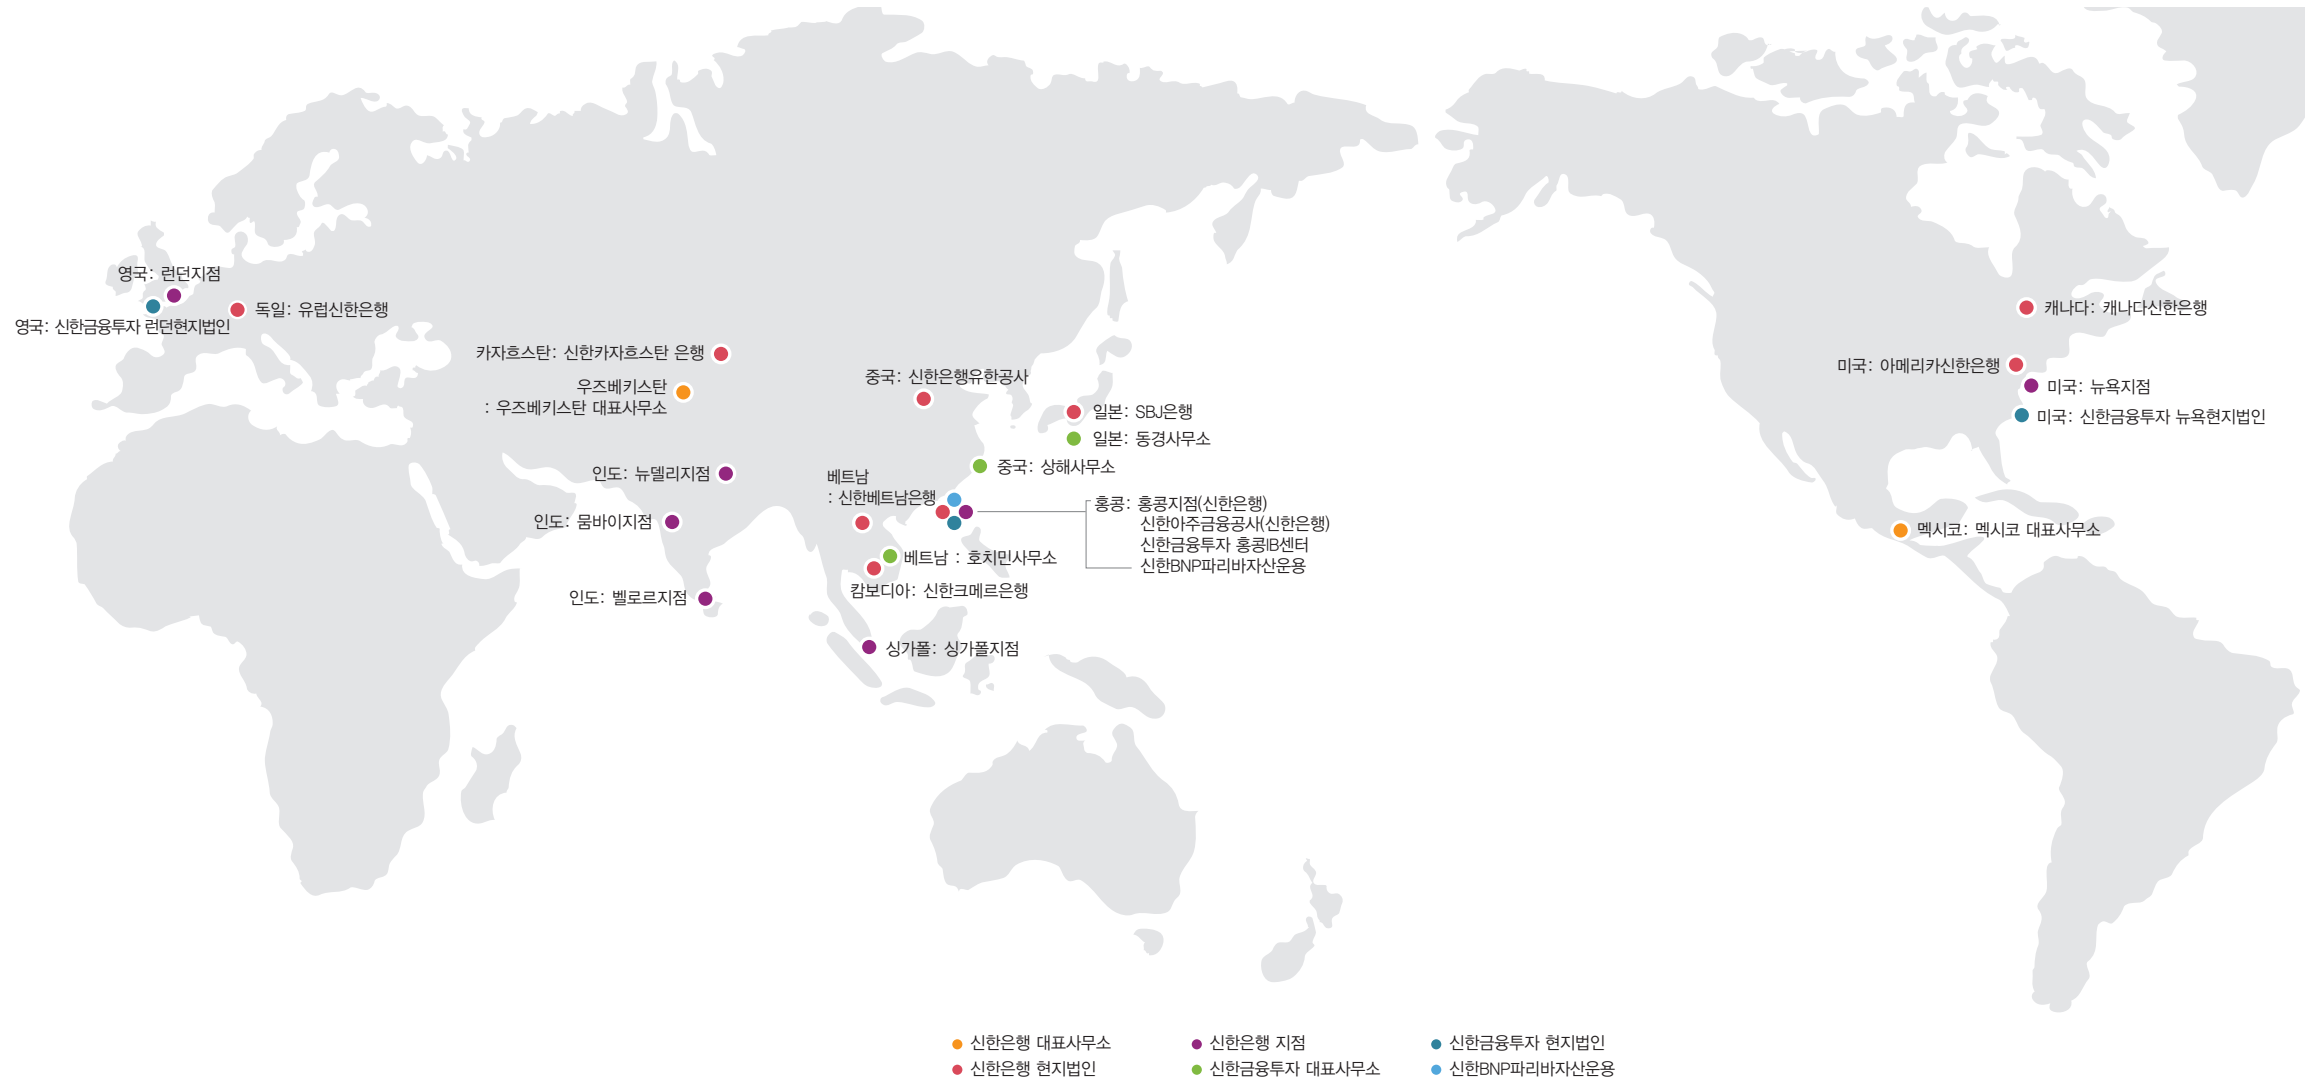 영국: 런던지점
독일: 유럽신한은행
영국: 신한금융투자 런던현지법인
카자흐스탄: 신한카자흐스탄 은행
우즈베키스탄
: 우즈베키스탄 대표사무소
중국: 신한은행유한공사
일본: SBJ은행
일본: 동경사무소
중국: 상해사무소
인도: 뉴델리지점
베트남
: 신한베트남은행
인도: 뭄바이지점
홍콩: 홍콩지점(신한은행)
신한아주금융공사(신한은행)
신한금융투자 홍콩IB센터
신한BNP파리바자산운용
베트남 : 호치민사무소
캄보디아: 신한크메르은행
인도: 벨로르지점
싱가폴: 싱가폴지점
캐나다: 캐나다신한은행
미국: 아메리카신한은행
미국: 뉴욕지점
미국: 신한금융투자 뉴욕현지법인
멕시코: 멕시코 대표사무소
신한은행 대표사무소
신한은행 지점
신한금융투자 현지법인
신한은행 현지법인
신한금융투자 대표사무소
신한BNP파리바자산운용